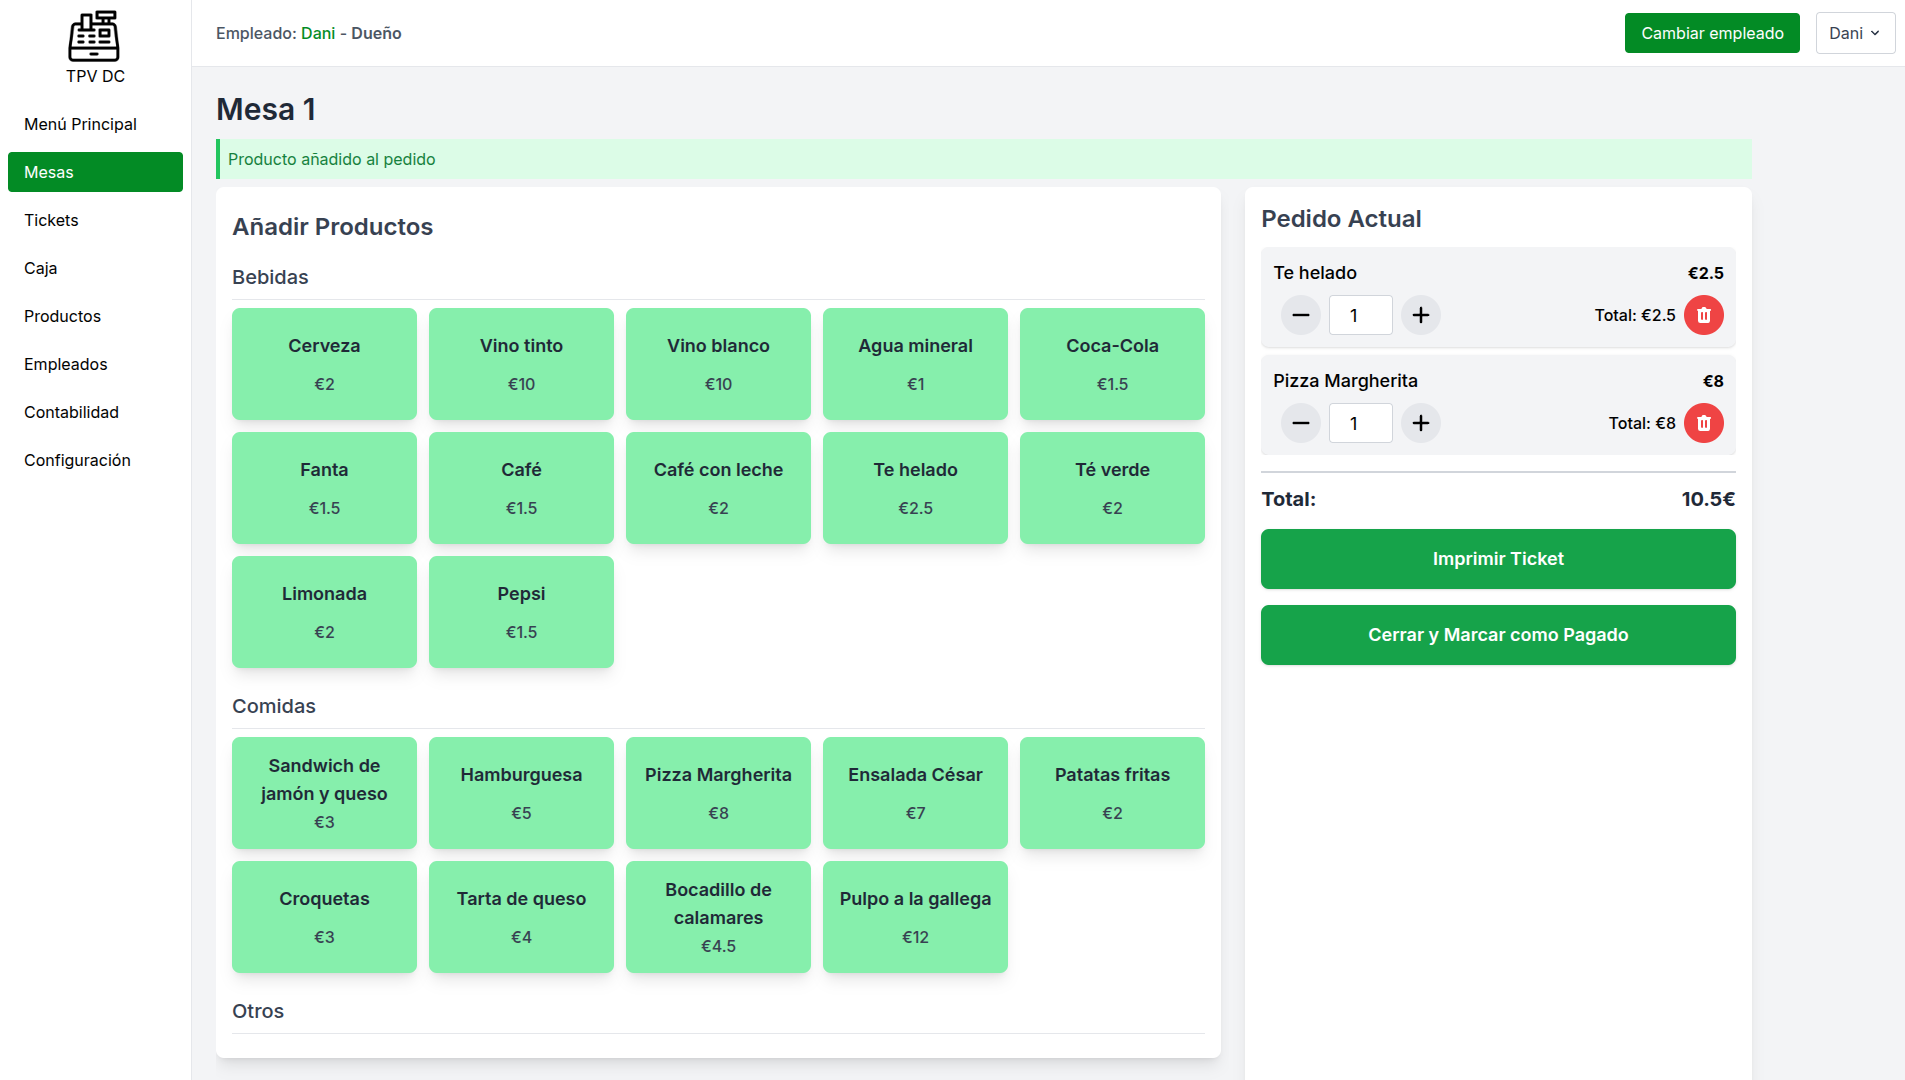 TPV DC
Menú Principal
Mesas
Tickets
Caja
Productos
Empleados
Contabilidad
Configuración
Empleado: Dani - Dueño
Cambiar empleado
Dani
Mesa 1
Producto añadido al pedido
Añadir Productos
Bebidas
Cerveza
€2
Vino tinto
€10
Vino blanco
€10
Agua mineral
€1
Coca-Cola
€1.5
Fanta
€1.5
Café
€1.5
Café con leche
€2
Te helado
€2.5
Té verde
€2
Limonada
€2
Pepsi
€1.5
Comidas
Sandwich de
jamón y queso
€3
Hamburguesa
€5
Pizza Margherita
€8
Ensalada César
€7
Patatas fritas
€2
Croquetas
€3
Tarta de queso
€4
Bocadillo de
calamares
€4.5
Pulpo a la gallega
€12
Otros
Pedido Actual
Te helado €2.5
1 Total: €2.5
Pizza Margherita €8
1 Total: €8
Total: 10.5€
Imprimir Ticket
Cerrar y Marcar como Pagado